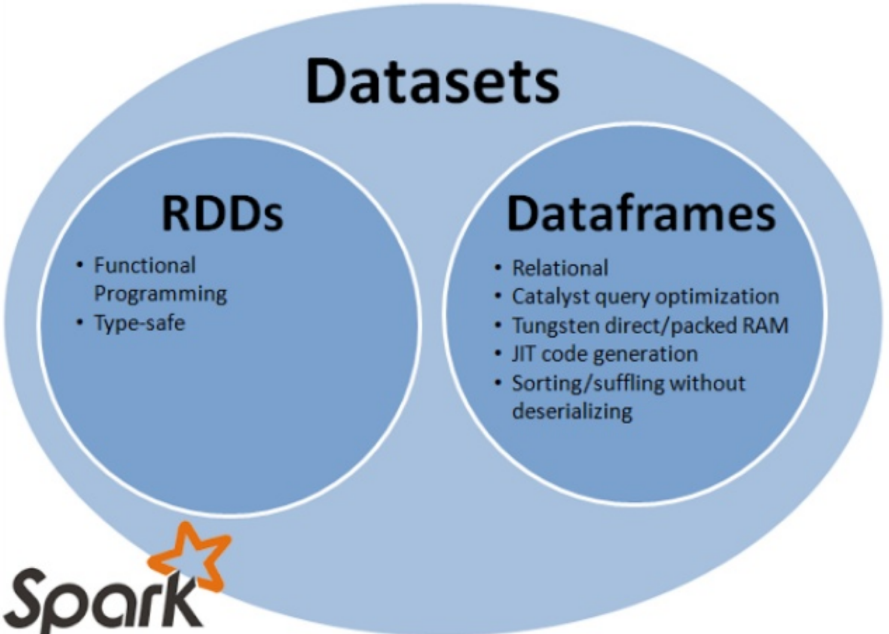 Datasets
RDDs
• Functional
Programming
• Type-safe
Dataframes
• Relational
• Catalyst query optimization
• Tungsten direct/packed RAM
• JIT code generation
• Sorting/suffling without
deserializing
Spark